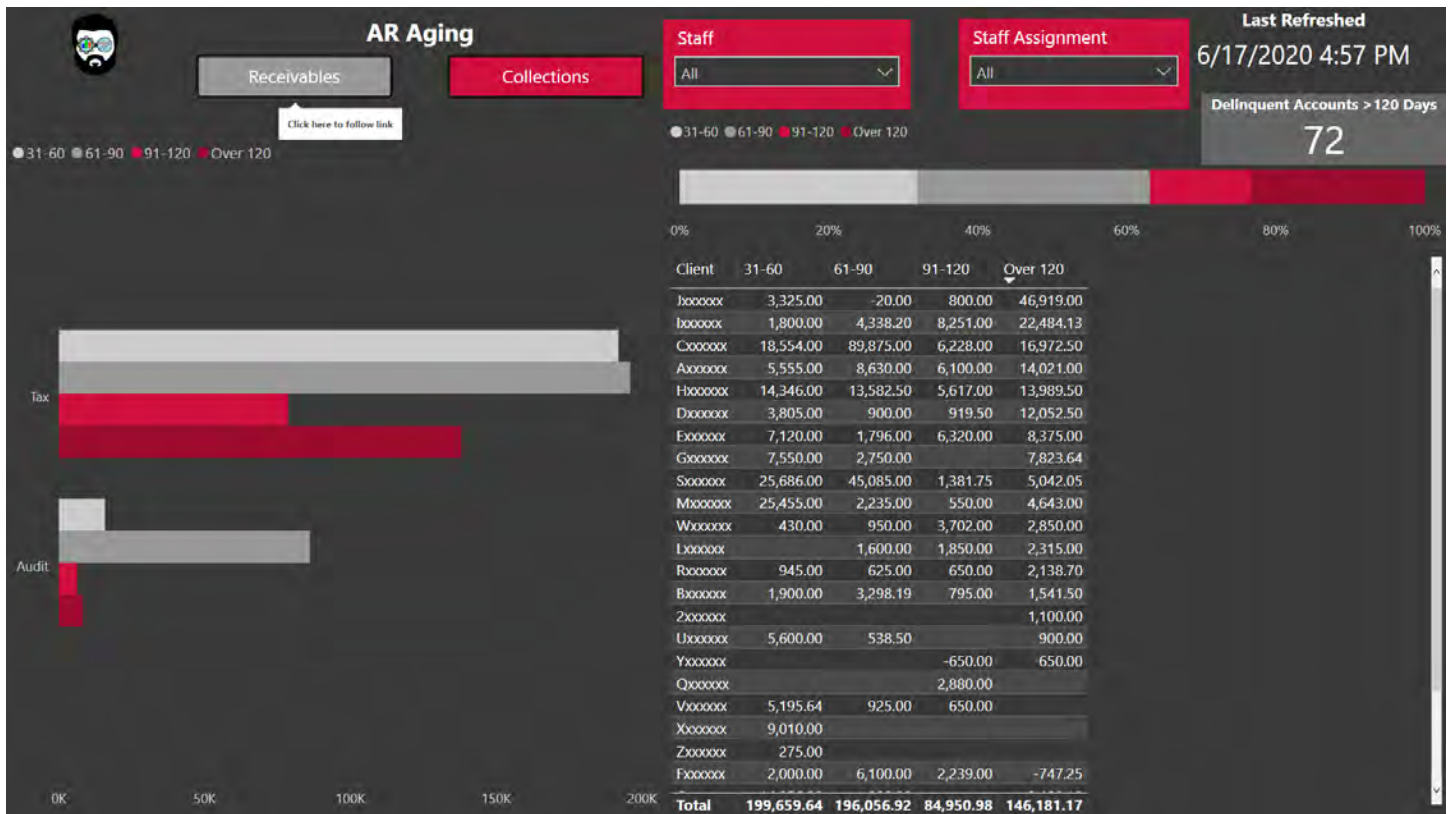 AR Aging
Receivables
Collections
Click here to follow link
Staff
All
Staff Assignment
All
Last Refreshed
6/17/2020 4:57 PM
Delinquent Accounts >120 Days
72
31-60 61-90 91-120 Over 120
31-60 61-90 91-120 Over 120
0% 20% 40% 60% 80% 100%
Tax
Audit
0K 50K 100K 150K 200K
Client 31-60 61-90 91-120 Over 120
Jxxxxxx 3,325.00 -20.00 800.00 46,919.00
Ixxxxxx 1,800.00 4,338.20 8,251.00 22,484.13
Cxxxxxx 18,554.00 89,875.00 6,228.00 16,972.50
Axxxxxx 5,555.00 8,630.00 6,100.00 14,021.00
Hxxxxxx 14,346.00 13,582.50 5,617.00 13,989.50
Dxxxxxx 3,805.00 900.00 919.50 12,052.50
Exxxxxx 7,120.00 1,796.00 6,320.00 8,375.00
Gxxxxxx 7,550.00 2,750.00 7,823.64
Sxxxxxx 25,686.00 45,085.00 1,381.75 5,042.05
Mxxxxxx 25,455.00 2,235.00 550.00 4,643.00
Wxxxxxx 430.00 950.00 3,702.00 2,850.00
Lxxxxxx 1,600.00 1,850.00 2,315.00
Rxxxxxx 945.00 625.00 650.00 2,138.70
Bxxxxxx 1,900.00 3,298.19 795.00 1,541.50
2xxxxxx 1,100.00
Uxxxxxx 5,600.00 538.50 900.00
Yxxxxxx -650.00 650.00
Qxxxxxx 2,880.00
Vxxxxxx 5,195.64 925.00 650.00
Xxxxxxx 9,010.00
Zxxxxxx 275.00
Fxxxxxx 2,000.00 6,100.00 2,239.00 -747.25
Total 199,659.64 196,056.92 84,950.98 146,181.17